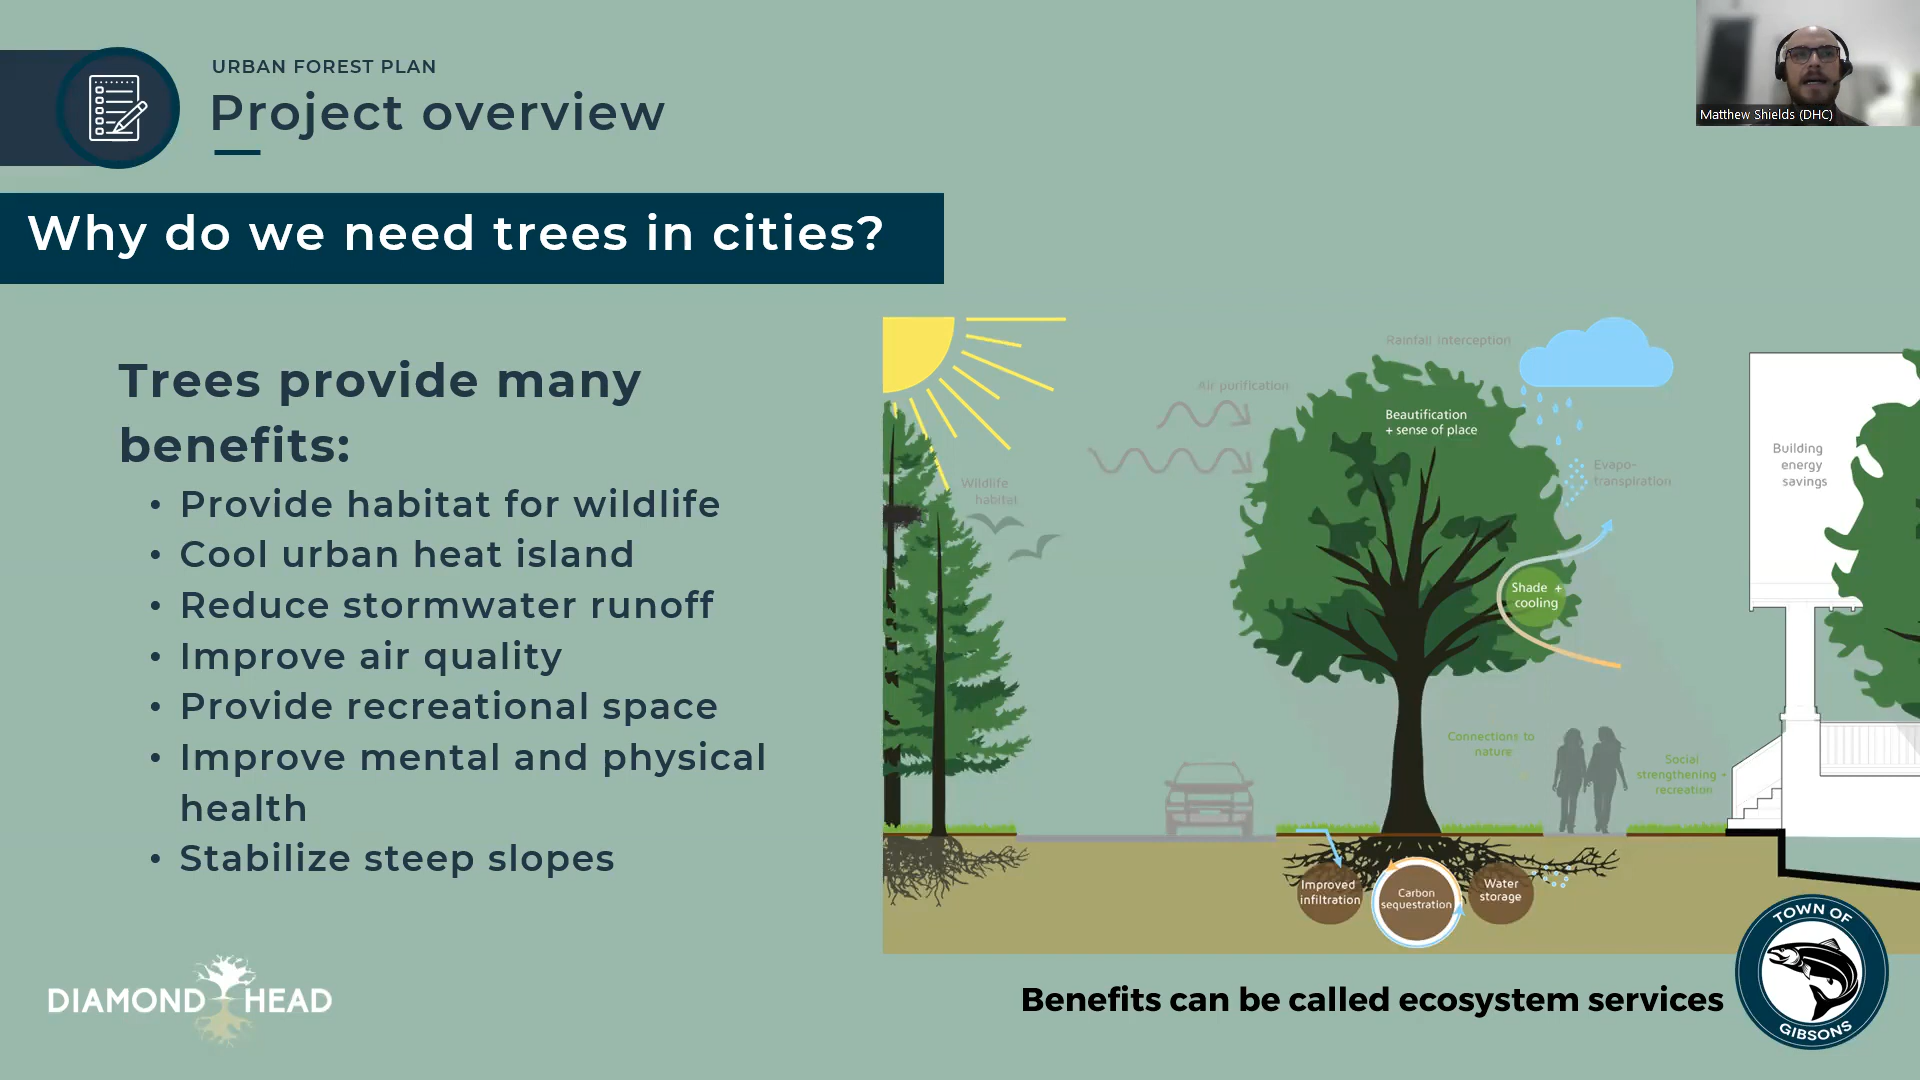 URBAN FOREST PLAN
Project overview
Matthew Shields (DHC)
Why do we need trees in cities?
Trees provide many
benefits:
• Provide habitat for wildlife
• Cool urban heat island
• Reduce stormwater runoff
• Improve air quality
• Provide recreational space
• Improve mental and physical
health
• Stabilize steep slopes
Rainfall interception
Air purification
Beautification
+ sense of place
Wildlife
habitat
Evapo-
transpiration
Building
energy
savings
Shade +
cooling
Connections to
nature
Social
strengthening +
recreation
Improved
infiltration
Carbon
sequestration
Water
storage
DIAMOND HEAD
Benefits can be called ecosystem services
TOWN OF
GIBSONS